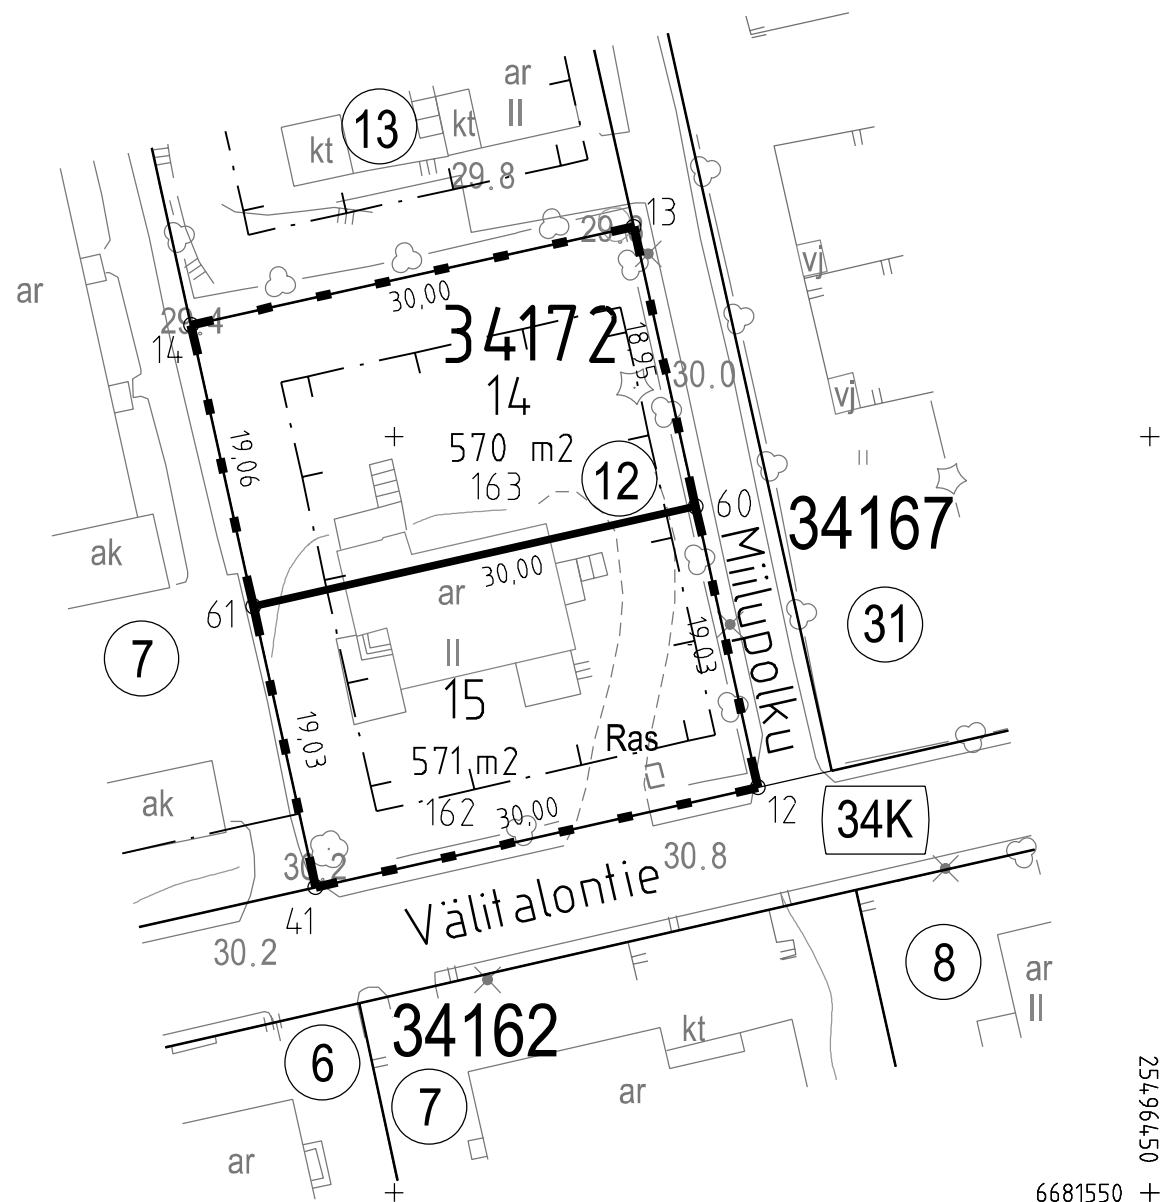 ar
II
13
kt
kt
29.8
13
29.
vj
ar
30,00
29.4
14
34172
18,95
30.0
14
vj
19,06
570 m2
163
12
60
34167
ak
30,00
Miilupolku
ar
61
7
II
31
19,03
15
19,03
Ras
571 m2
ak
162
30,00
12
34K
30.2
30.8
Välitalontie
41
30.2
8
ar
II
34162
kt
6
7
ar
ar
25496450
6681550